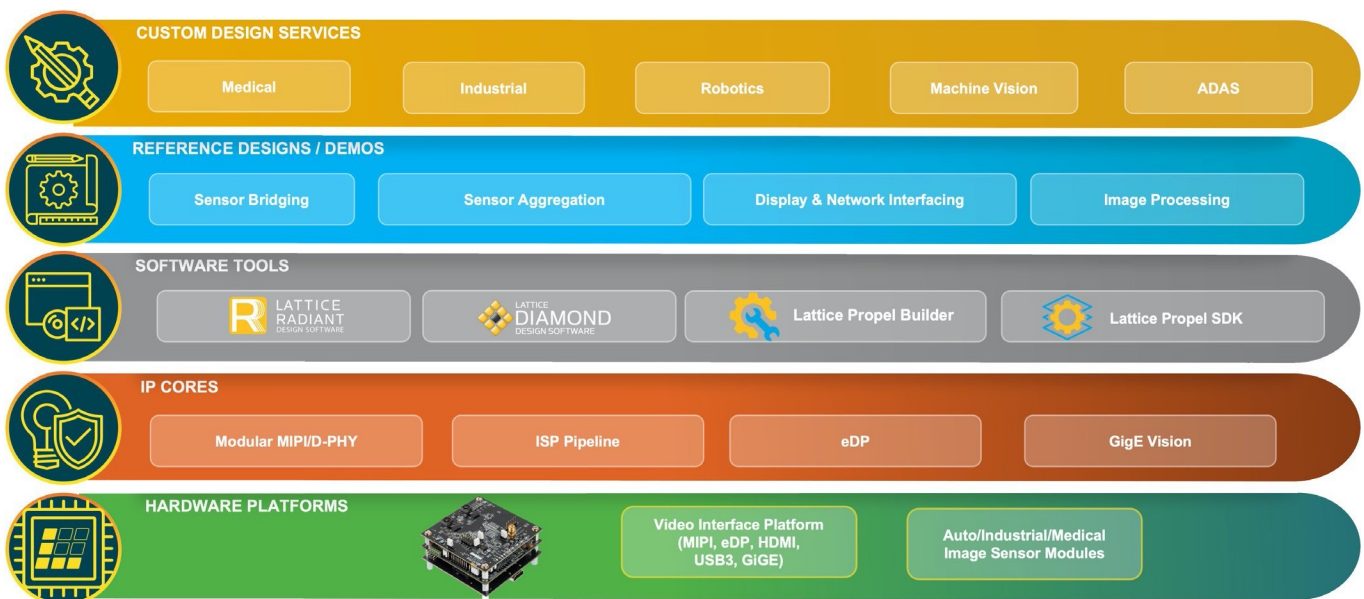 CUSTOM DESIGN SERVICES
Medical
Industrial
Robotics
Machine Vision
ADAS
REFERENCE DESIGNS / DEMOS
Sensor Bridging
Sensor Aggregation
Display & Network Interfacing
Image Processing
SOFTWARE TOOLS
LATTICE
RADIANT
DESIGN SOFTWARE
LATTICE
DIAMOND
DESIGN SOFTWARE
Lattice Propel Builder
Lattice Propel SDK
IP CORES
Modular MIPI/D-PHY
ISP Pipeline
eDP
GigE Vision
HARDWARE PLATFORMS
Video Interface Platform
(MIPI, eDP, HDMI,
USB3, GiGE)
Auto/Industrial/Medical
Image Sensor Modules